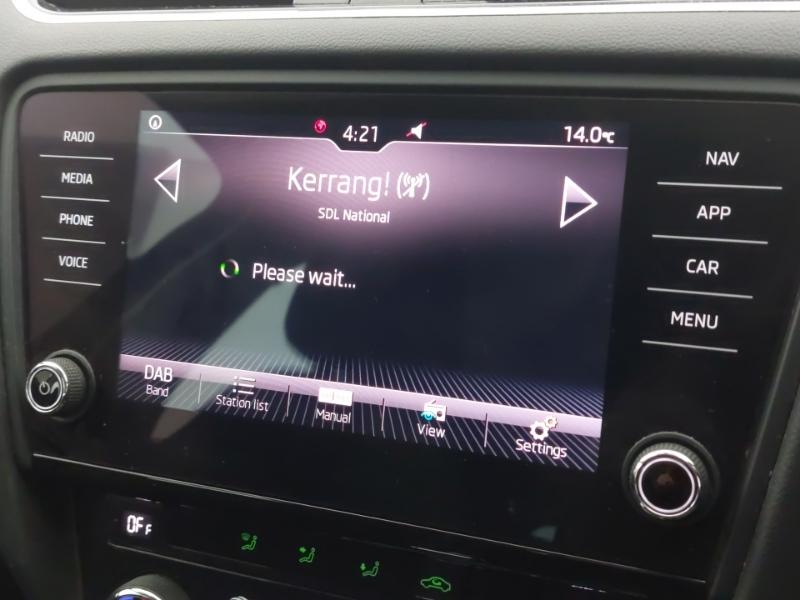 4:21
14.0°C
RADIO
MEDIA
PHONE
VOICE
Kerrang!
SDL National
Please wait...
NAV
APP
CAR
MENU
DAB
Band
Station list
Manual
View
Settings
OFF